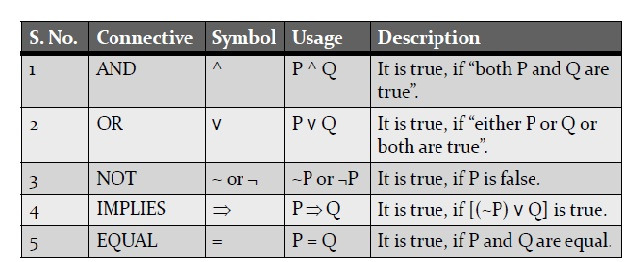 S. No. Connective Symbol Usage Description
1 AND ^ P ^ Q It is true, if “both P and Q are
true”.
2 OR ∨ P ∨ Q It is true, if “either P or Q or
both are true”.
3 NOT ~ or ¬ ~P or ¬P It is true, if P is false.
4 IMPLIES ⇒ P ⇒ Q It is true, if [(~P) ∨ Q] is true.
5 EQUAL = P = Q It is true, if P and Q are equal.